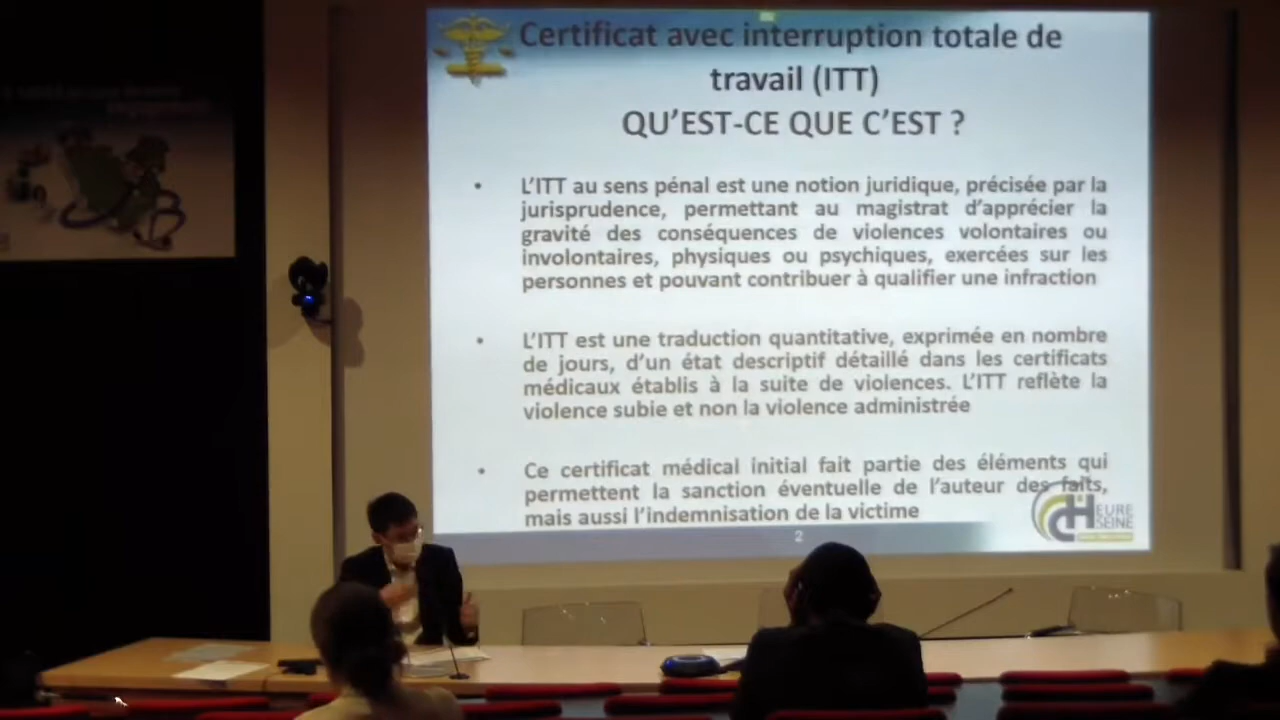 Certificat avec interruption totale de
travail (ITT)
QU'EST-CE QUE C'EST ?
• L'ITT au sens pénal est une notion juridique, précisée par la
jurisprudence, permettant au magistrat d'apprécier la
gravité des conséquences de violences volontaires ou
involontaires, physiques ou psychiques, exercées sur les
personnes et pouvant contribuer à qualifier une infraction
• L'ITT est une traduction quantitative, exprimée en nombre
de jours, d'un état descriptif détaillé dans les certificats
médicaux établis à la suite de violences. L'ITT reflète la
violence subie et non la violence administrée
• Ce certificat médical initial fait partie des éléments qui
permettent la sanction éventuelle de l'auteur des faits,
mais aussi l'indemnisation de la victime
CH
EURE
SEINE
2